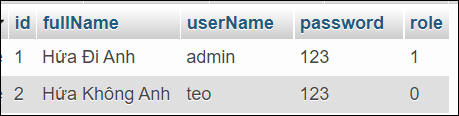 id fullName userName password role
1 Hứa Đi Anh admin 123 1
2 Hứa Không Anh teo 123 0